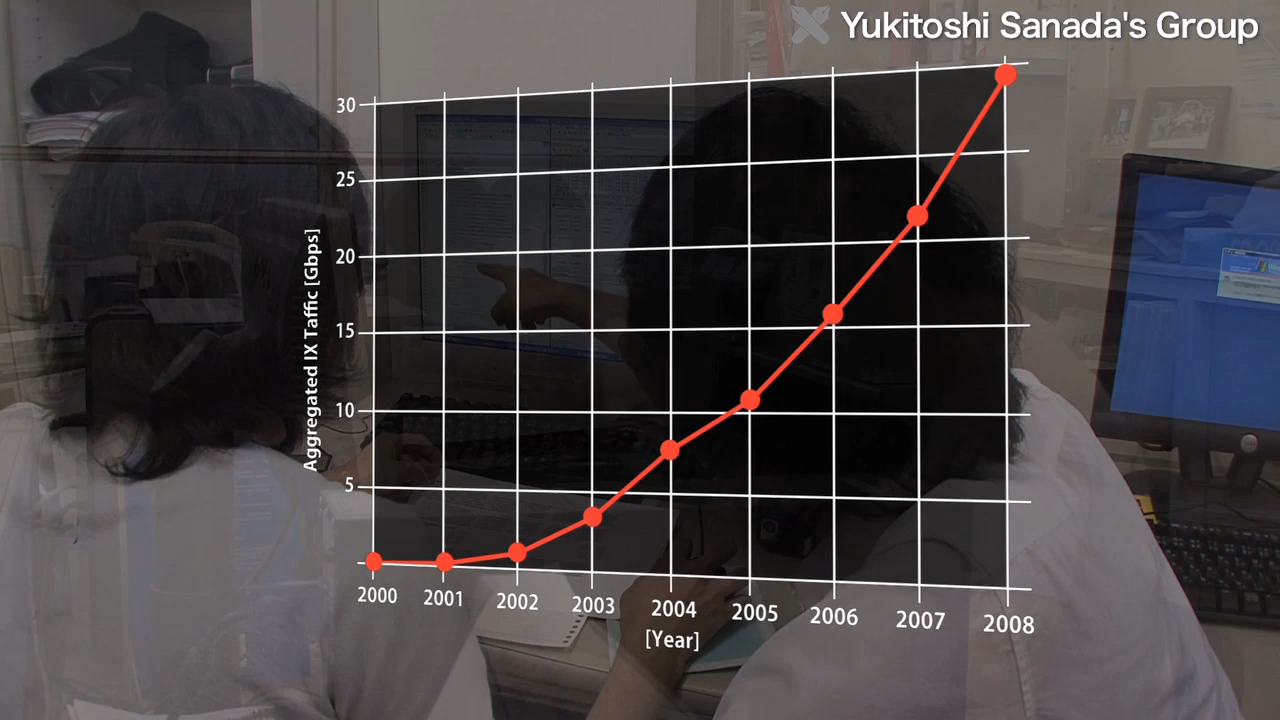 Yukitoshi Sanada's Group
30
25
20
15
10
5
Aggregated IX Taffic [Gbps]
2000 2001 2002 2003 2004 2005 2006 2007 2008
[Year]